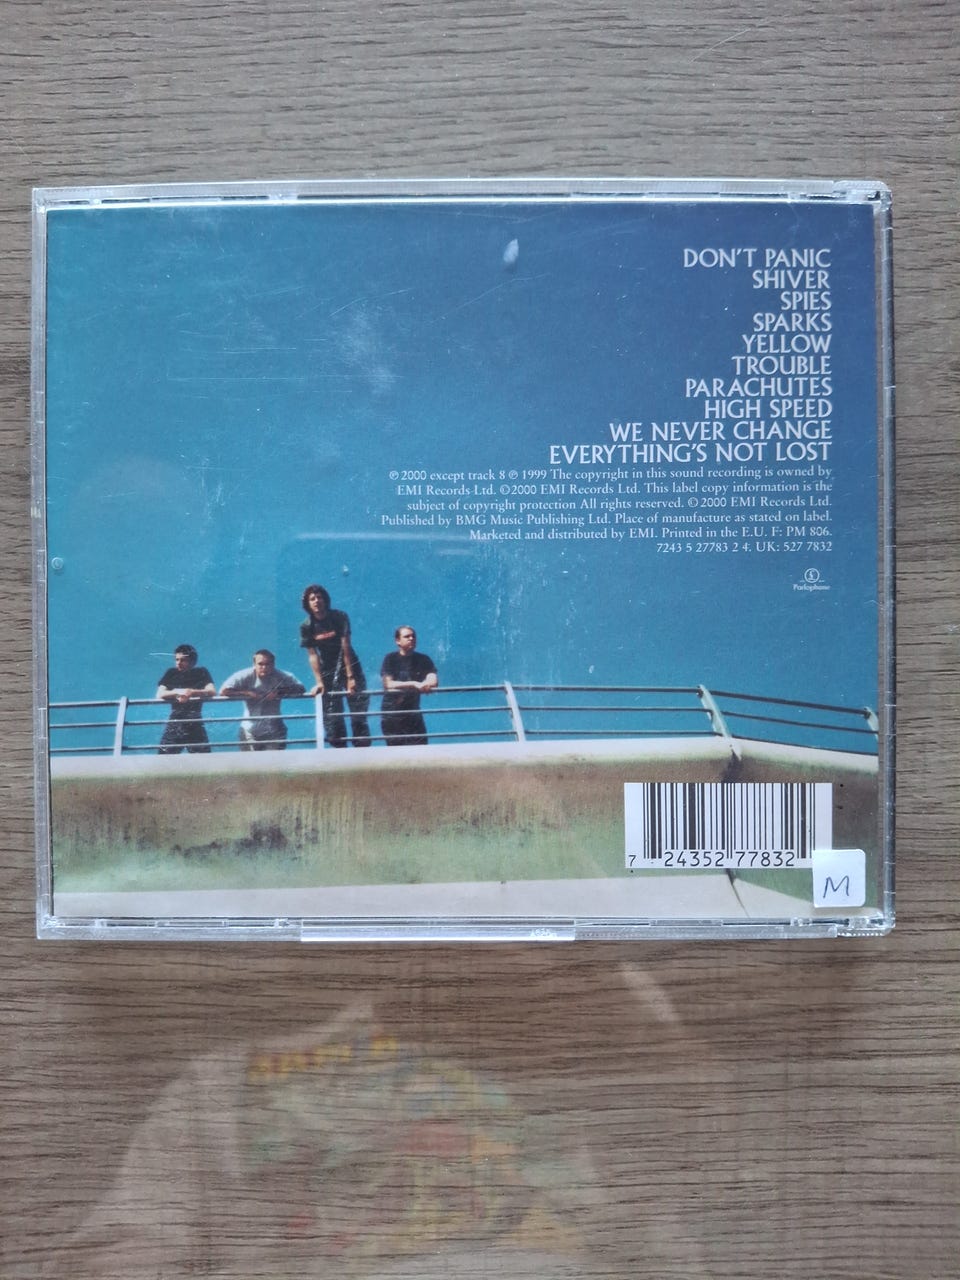 DON'T PANIC
SHIVER
SPIES
SPARKS
YELLOW
TROUBLE
PARACHUTES
HIGH SPEED
WE NEVER CHANGE
EVERYTHING'S NOT LOST
℗ 2000 except track 8 ℗ 1999 The copyright in this sound recording is owned by
EMI Records Ltd. ©2000 EMI Records Ltd. This label copy information is the
subject of copyright protection All rights reserved. © 2000 EMI Records Ltd.
Published by BMG Music Publishing Ltd. Place of manufacture as stated on label.
Marketed and distributed by EMI. Printed in the E.U. F: PM 806.
7243 5 27783 2 4. UK: 527 7832
£
Parlophone
7 24352 77832
M